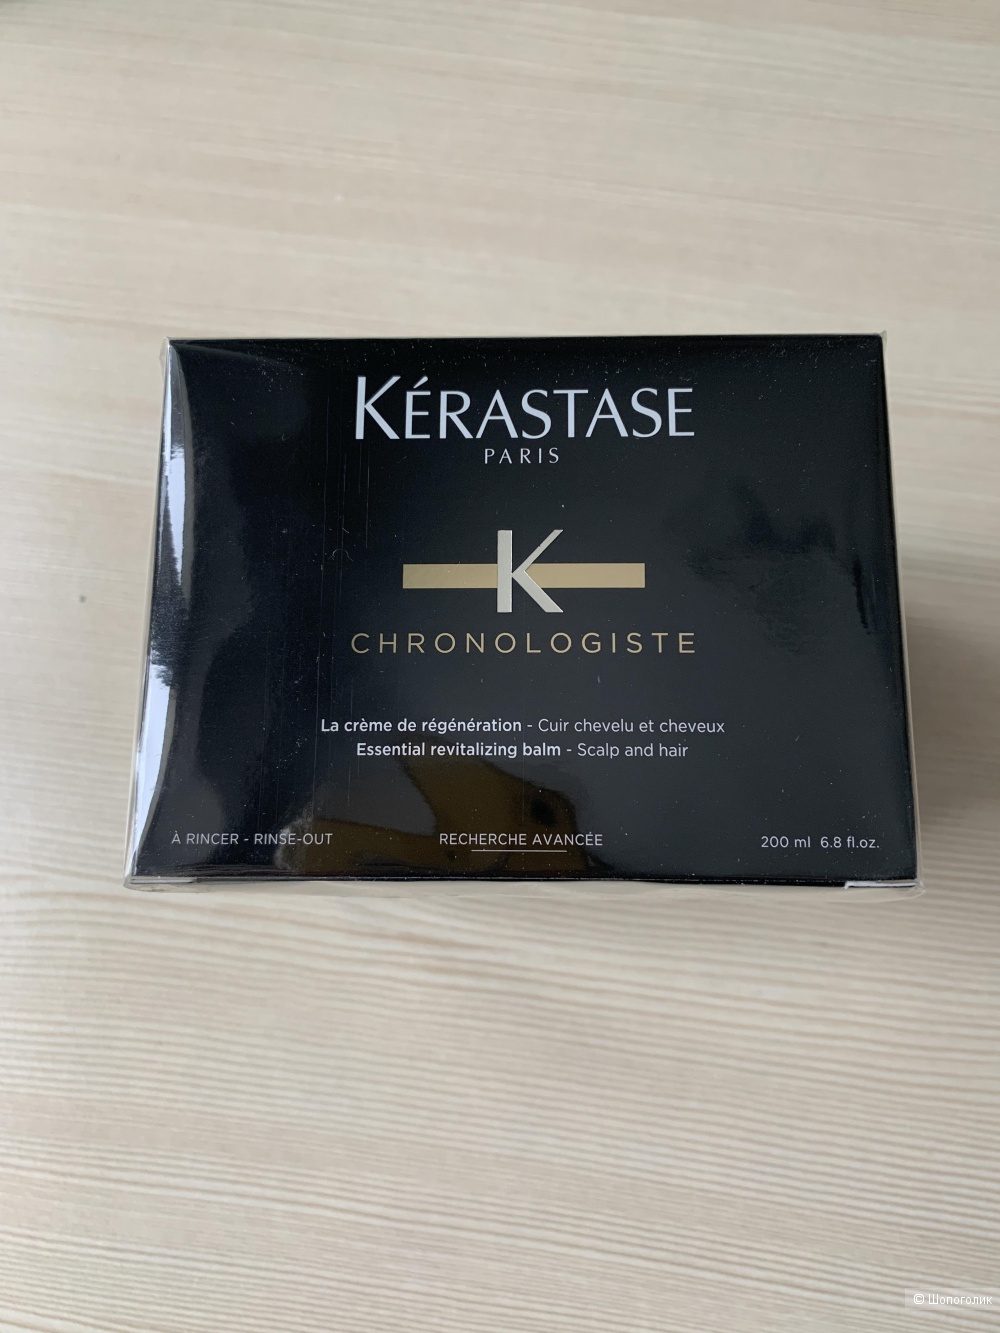 KÉRASTASE
PARIS
K
CHRONOLOGISTE
La crème de régénération - Cuir chevelu et cheveux
Essential revitalizing balm - Scalp and hair
À RINCER - RINSE-OUT RECHERCHE AVANCÉE 200 ml 6.8 fl.oz.
© Шопоголик